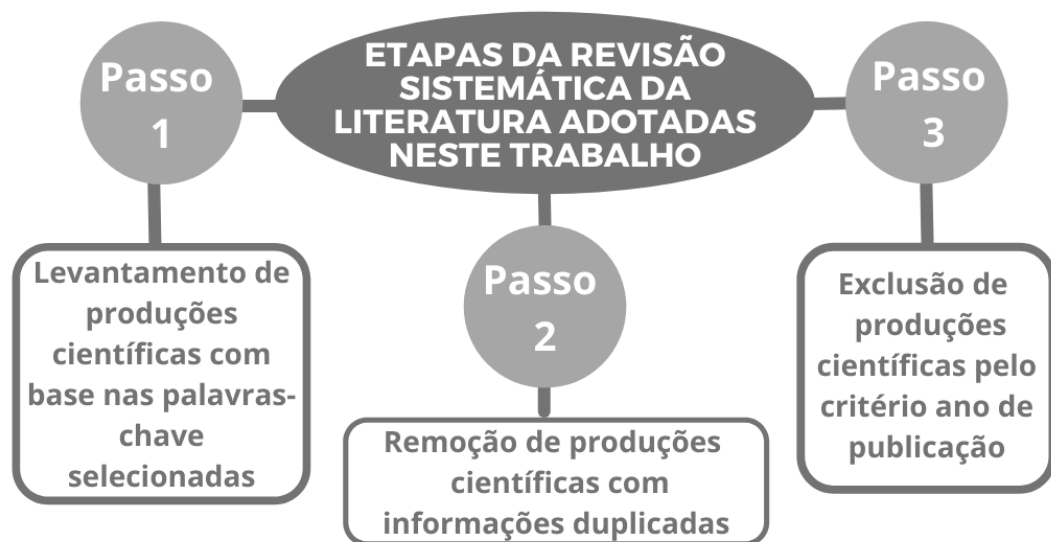 ETAPAS DA REVISÃO
SISTEMÁTICA DA
LITERATURA ADOTADAS
NESTE TRABALHO
Passo
1
Levantamento de
produções
científicas com
base nas palavras-
chave
selecionadas
Passo
2
Remoção de produções
científicas com
informações duplicadas
Passo
3
Exclusão de
produções
científicas pelo
critério ano de
publicação